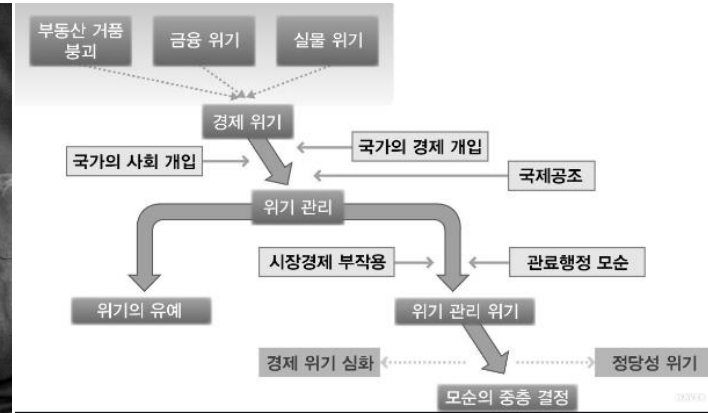 부동산 거품
붕괴
금융 위기
실물 위기
경제 위기
국가의 경제 개입
국가의 사회 개입
국제공조
위기 관리
시장경제 부작용
관료행정 모순
위기의 유예
위기 관리 위기
경제 위기 심화
정당성 위기
모순의 중층 결정